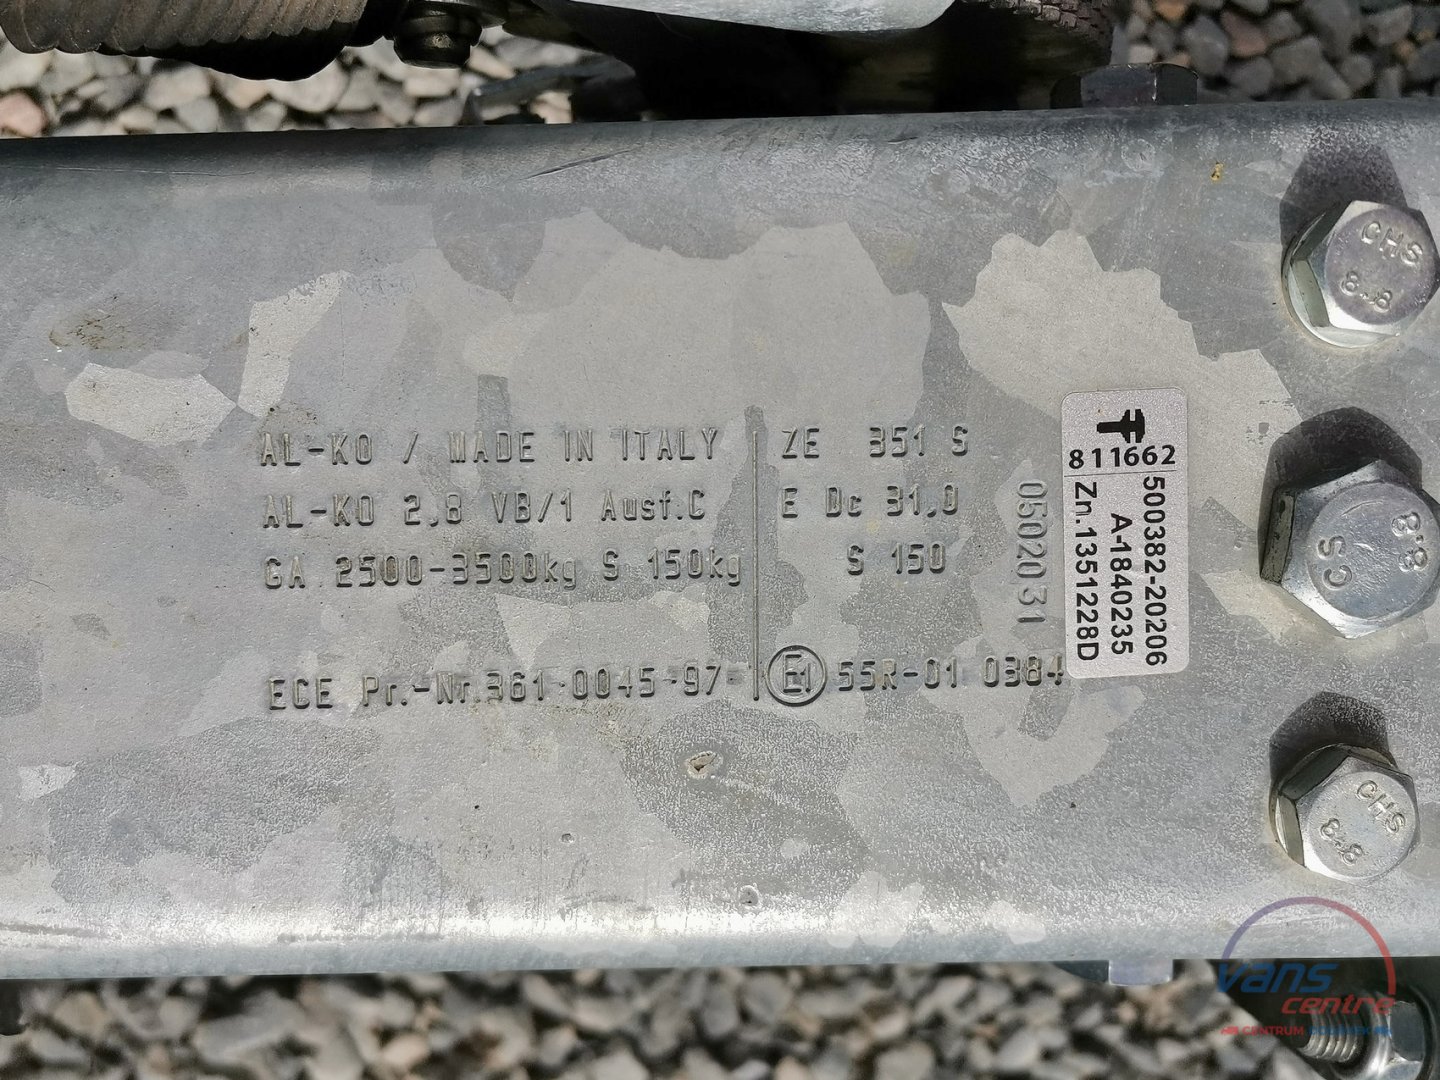 AL-KO / MADE IN ITALY ZE 351 S
AL-KO 2,8 VB/1 Ausf.C E Dc 31,0
GA 2500-3500kg S 150kg S 150
ECE Pr.-Nr.361-0045-97 E1 55R-01 0384
0502031
811662
500382-20206
A-1840235
Zn.1351228D
CHS
8.8
8.8
CS
CHS
8.8
vans
centre
CENTRUM